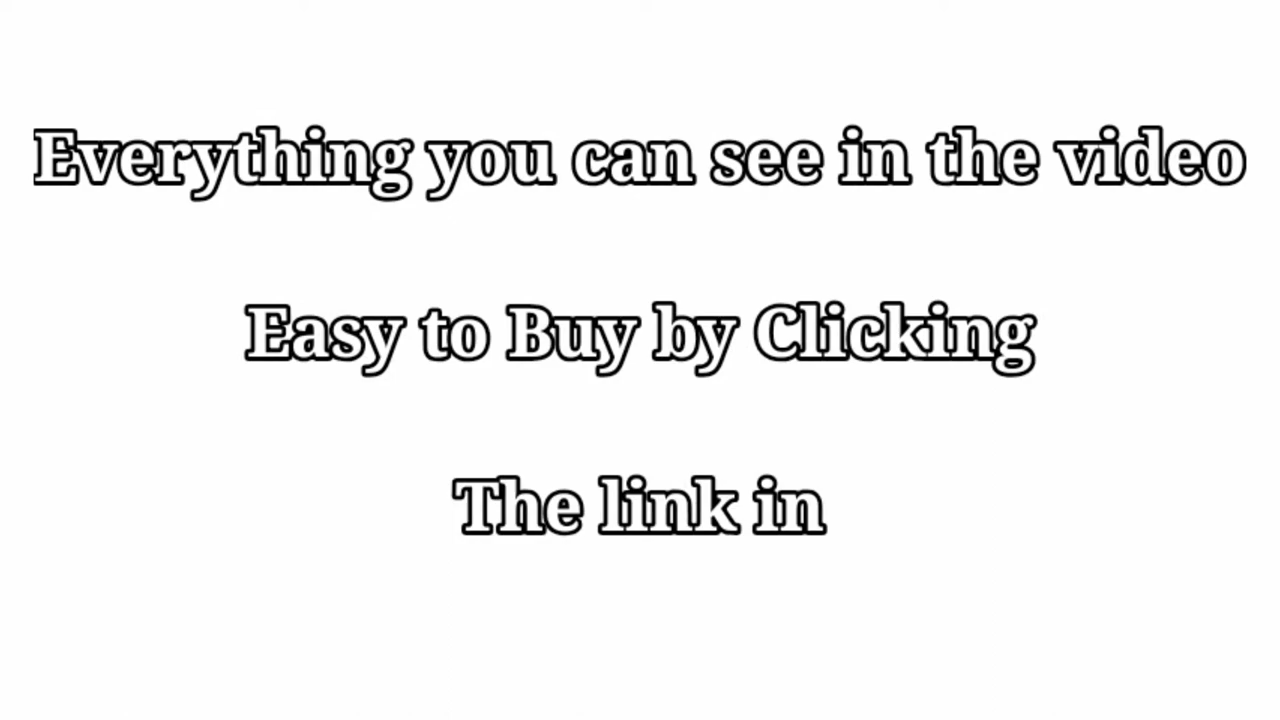 Everything you can see in the video
Easy to Buy by Clicking
The link in